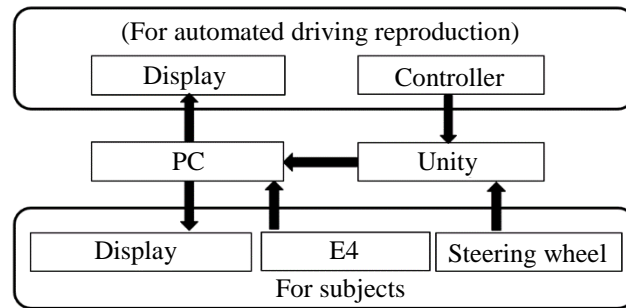 (For automated driving reproduction)
Display
Controller
PC
Unity
Display
E4
Steering wheel
For subjects